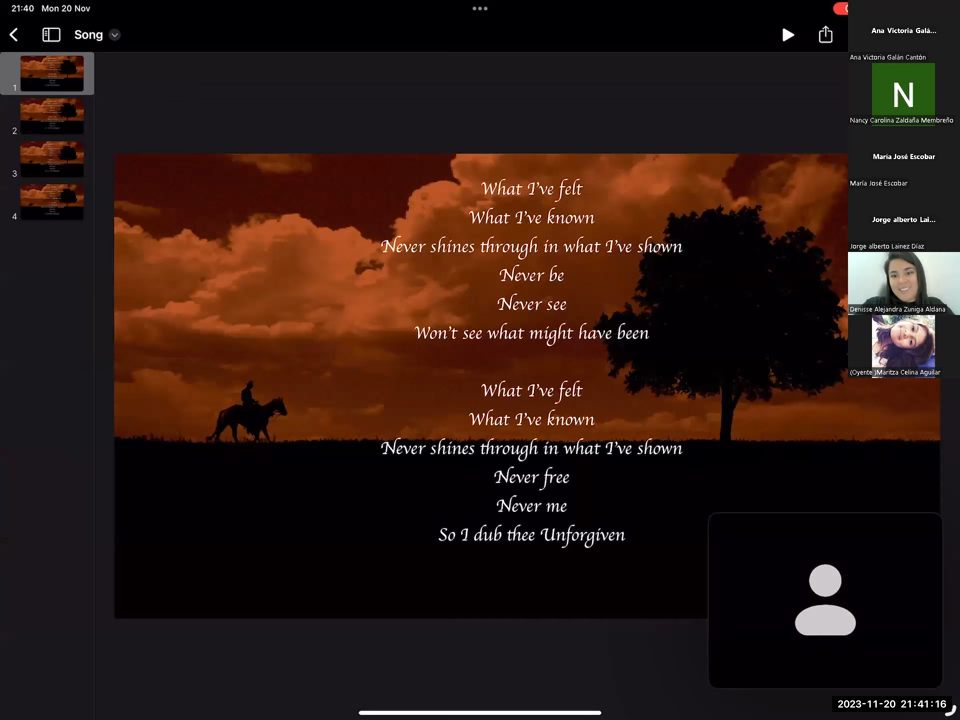 21:40 Mon 20 Nov
Song
1
2
3
4
What I've felt
What I've known
Never shines through in what I've shown
Never be
Never see
Won't see what might have been
What I've felt
What I've known
Never shines through in what I've shown
Never free
Never me
So I dub thee Unforgiven
Ana Victoria Galá...
Ana Victoria Galán Cantón
N
Nancy Carolina Zaldaña Membreño
María José Escobar
María José Escobar
Jorge alberto Lai...
Jorge alberto Lainez Díaz
Denisse Alejandra Zuniga Aldana
(Oyente )Maritza Celina Aguilar
2023-11-20 21:41:16